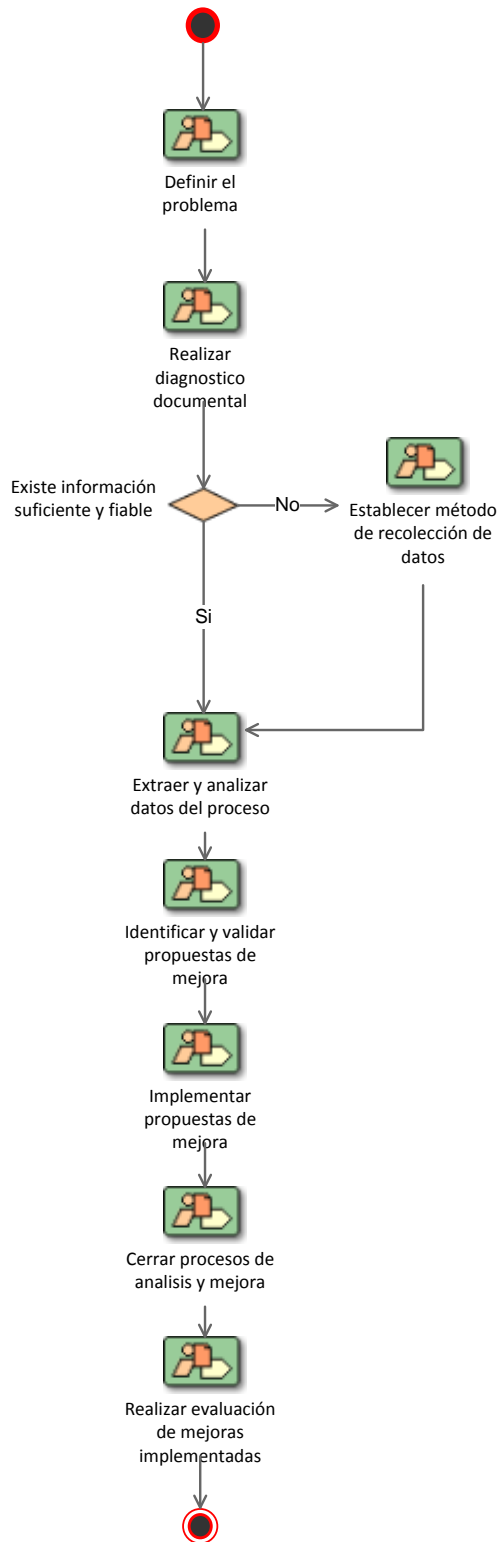 Definir el
problema
Realizar
diagnostico
documental
Existe información
suficiente y fiable
No
Establecer método
de recolección de
datos
Si
Extraer y analizar
datos del proceso
Identificar y validar
propuestas de
mejora
Implementar
propuestas de
mejora
Cerrar procesos de
analisis y mejora
Realizar evaluación
de mejoras
implementadas